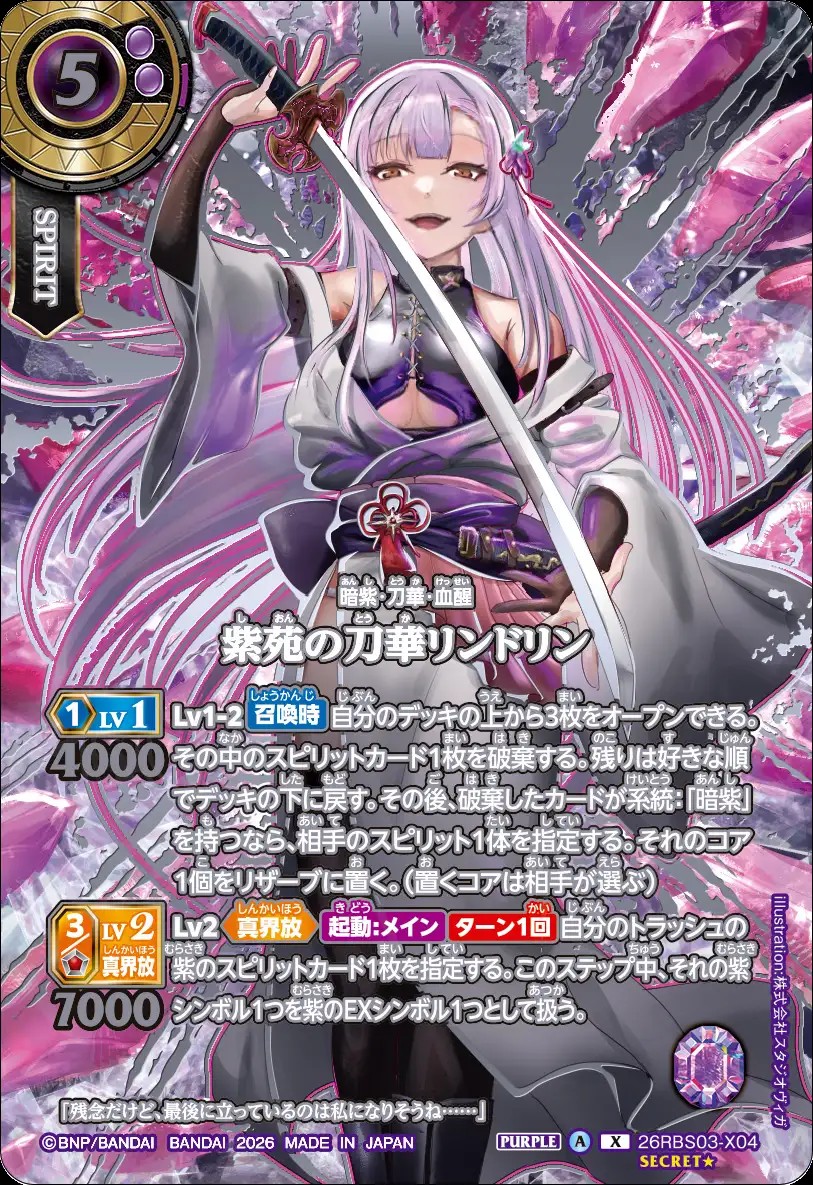 5
SPIRIT
暗紫・刀華・血醒
紫苑の刀華リンドリン
1 LV 1
4000
Lv1-2 召喚時 自分のデッキの上から3枚をオープンできる。
その中のスピリットカード1枚を破棄する。残りは好きな順
でデッキの下に戻す。その後、破棄したカードが系統:「暗紫」
を持つなら、相手のスピリット1体を指定する。それのコア
1個をリザーブに置く。(置くコアは相手が選ぶ)
3 LV 2
真界放
7000
Lv2 真界放 起動:メイン ターン1回 自分のトラッシュの
紫のスピリットカード1枚を指定する。このステップ中、それの紫
シンボル1つを紫のEXシンボル1つとして扱う。
「残念だけど、最後に立っているのは私になりそうね……」
illustration:株式会社スタジオヴィガ
©BNP/BANDAI BANDAI 2026 MADE IN JAPAN
PURPLE A X 26RBS03-X04
SECRET★